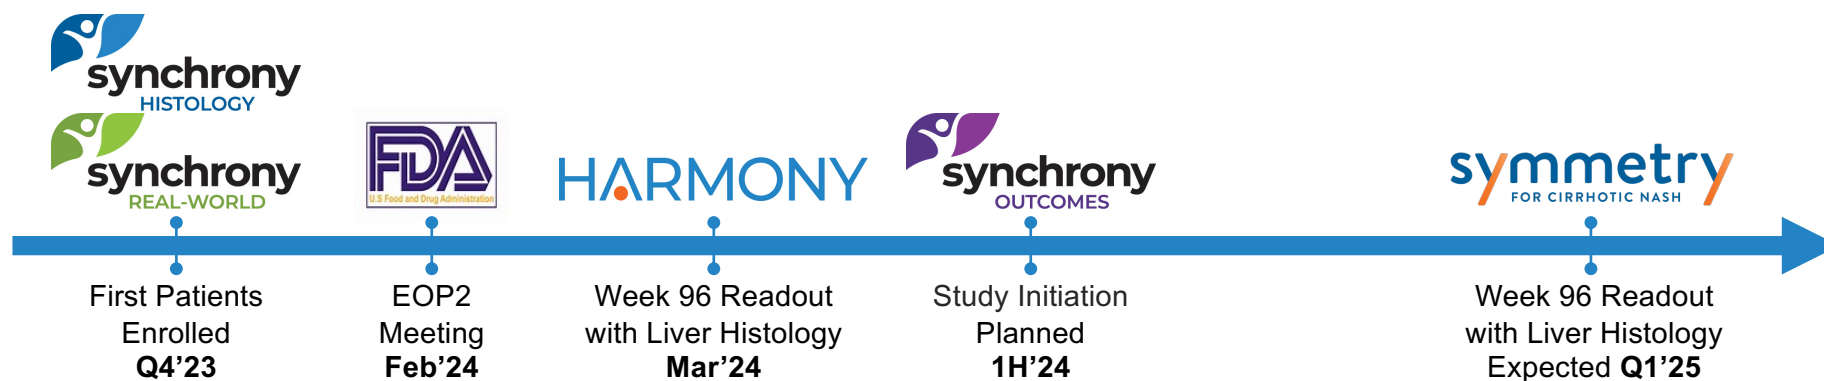 synchrony
HISTOLOGY
synchrony
REAL-WORLD
First Patients
Enrolled
Q4’23
FDA
U.S Food and Drug Administration
EOP2
Meeting
Feb’24
HARMONY
Week 96 Readout
with Liver Histology
Mar’24
synchrony
OUTCOMES
Study Initiation
Planned
1H’24
symmetry
FOR CIRRHOTIC NASH
Week 96 Readout
with Liver Histology
Expected Q1’25